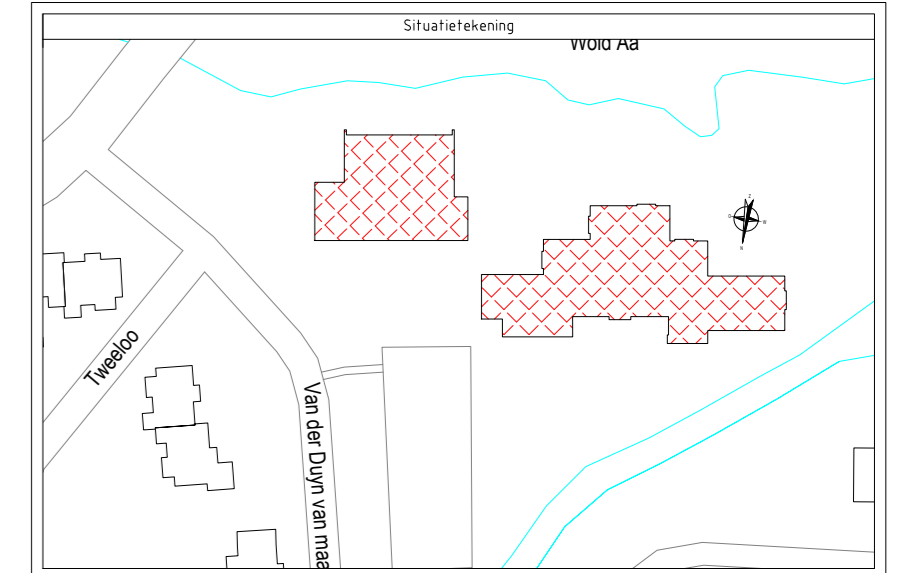 Situatietekening
Wold Aa
Z
O
W
N
Tweeloo
Van der Duyn van maa